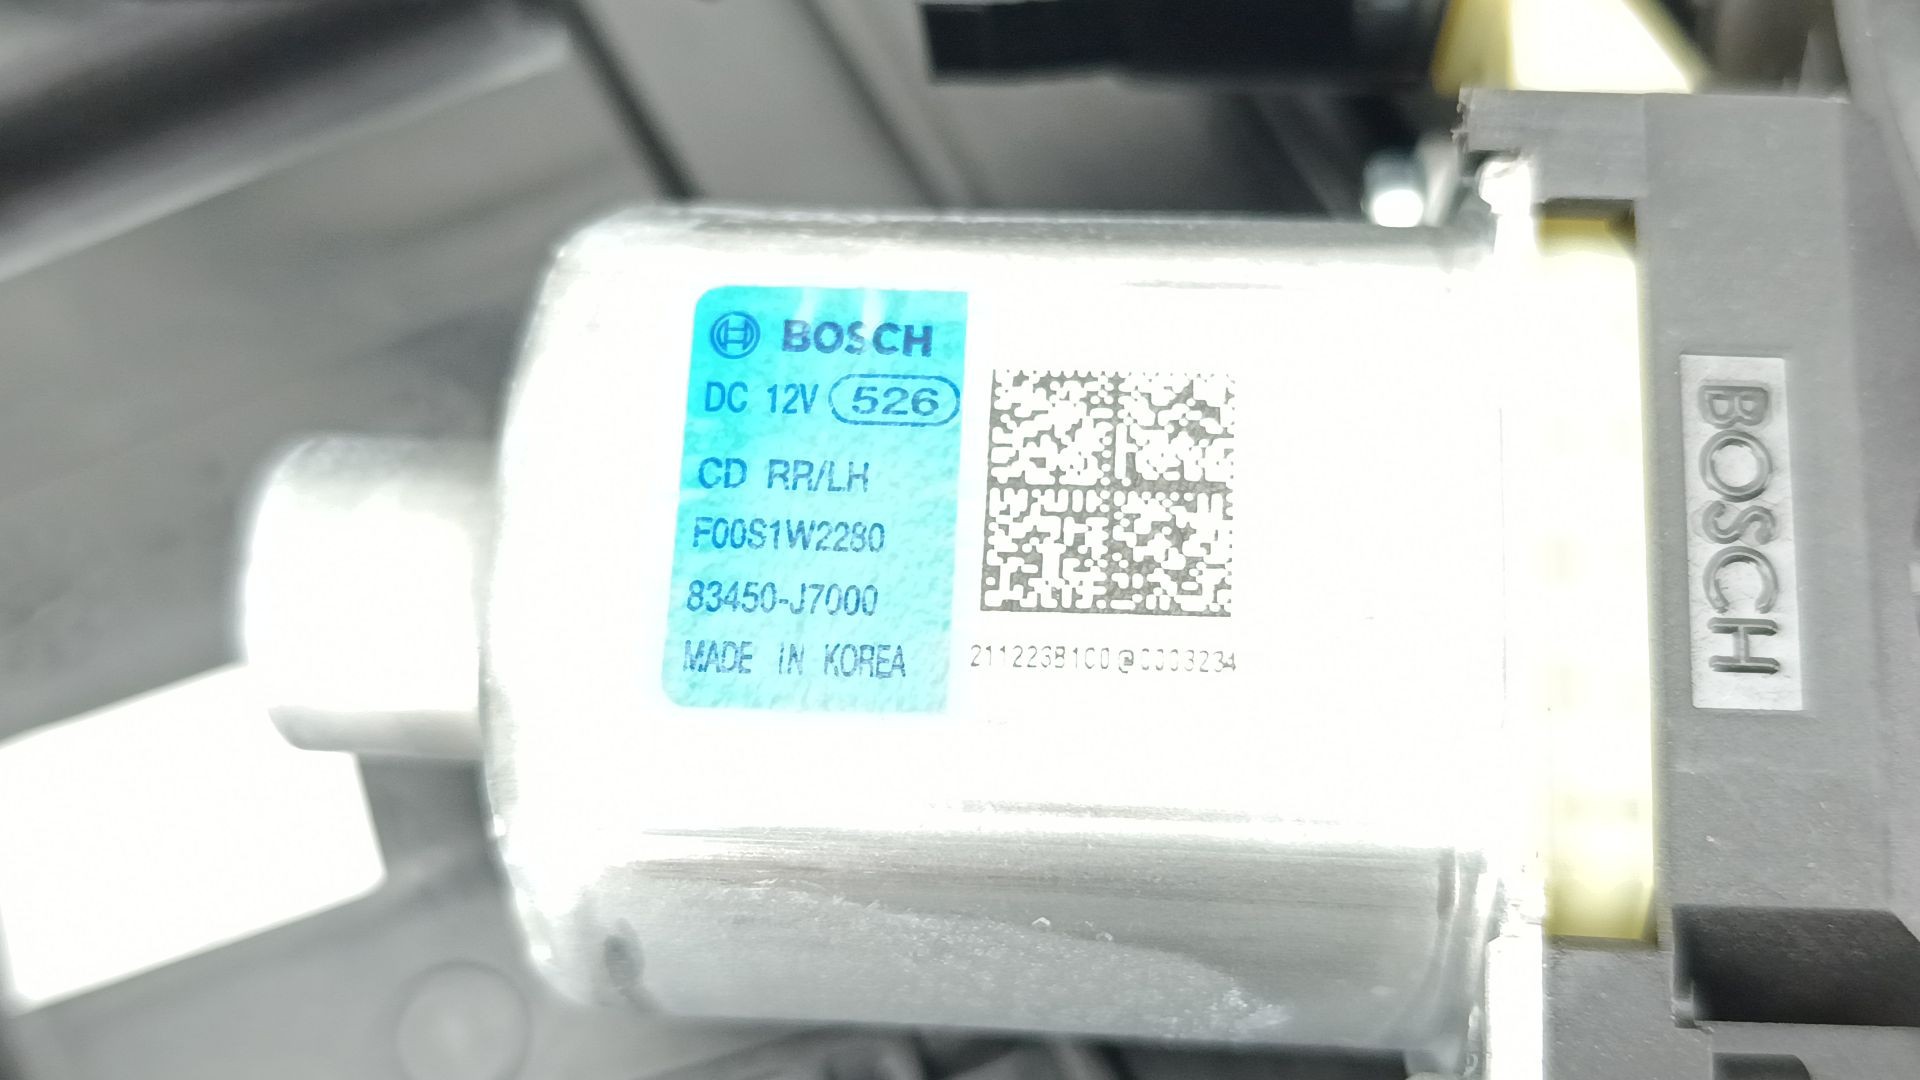 BOSCH
DC 12V 526
CD RR/LH
F00S1W2280
83450-J7000
MADE IN KOREA
BOSCH